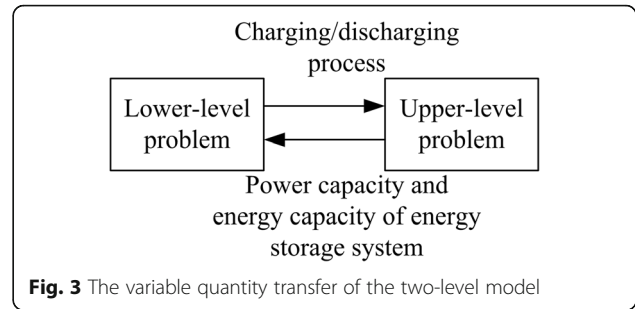 Charging/discharging
process
Lower-level
problem
Upper-level
problem
Power capacity and
energy capacity of energy
storage system
Fig. 3 The variable quantity transfer of the two-level model